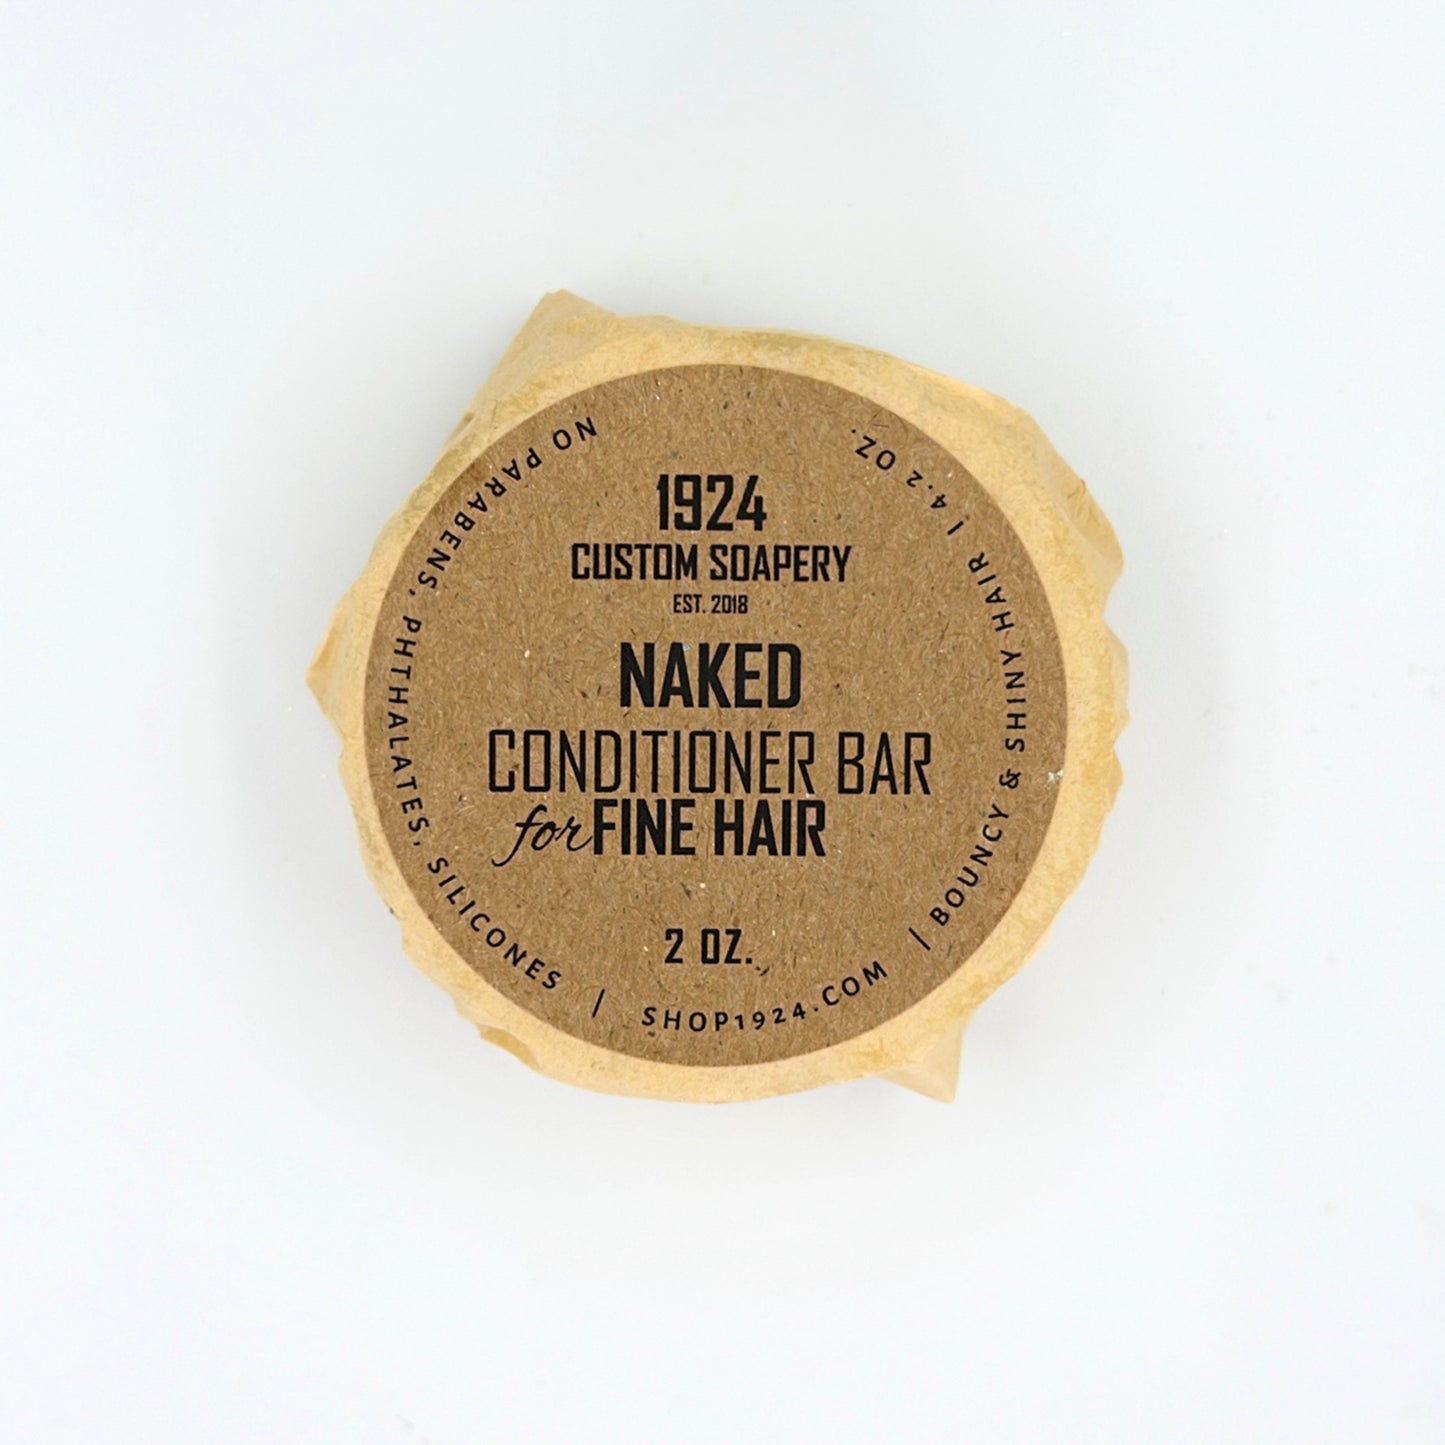 1924
CUSTOM SOAPERY
EST. 2018
NAKED
CONDITIONER BAR
for FINE HAIR
2 OZ.
NO PARABENS, PHTHALATES, SILICONES | SHOP1924.COM | BOUNCY & SHINY HAIR | 4.2 OZ.